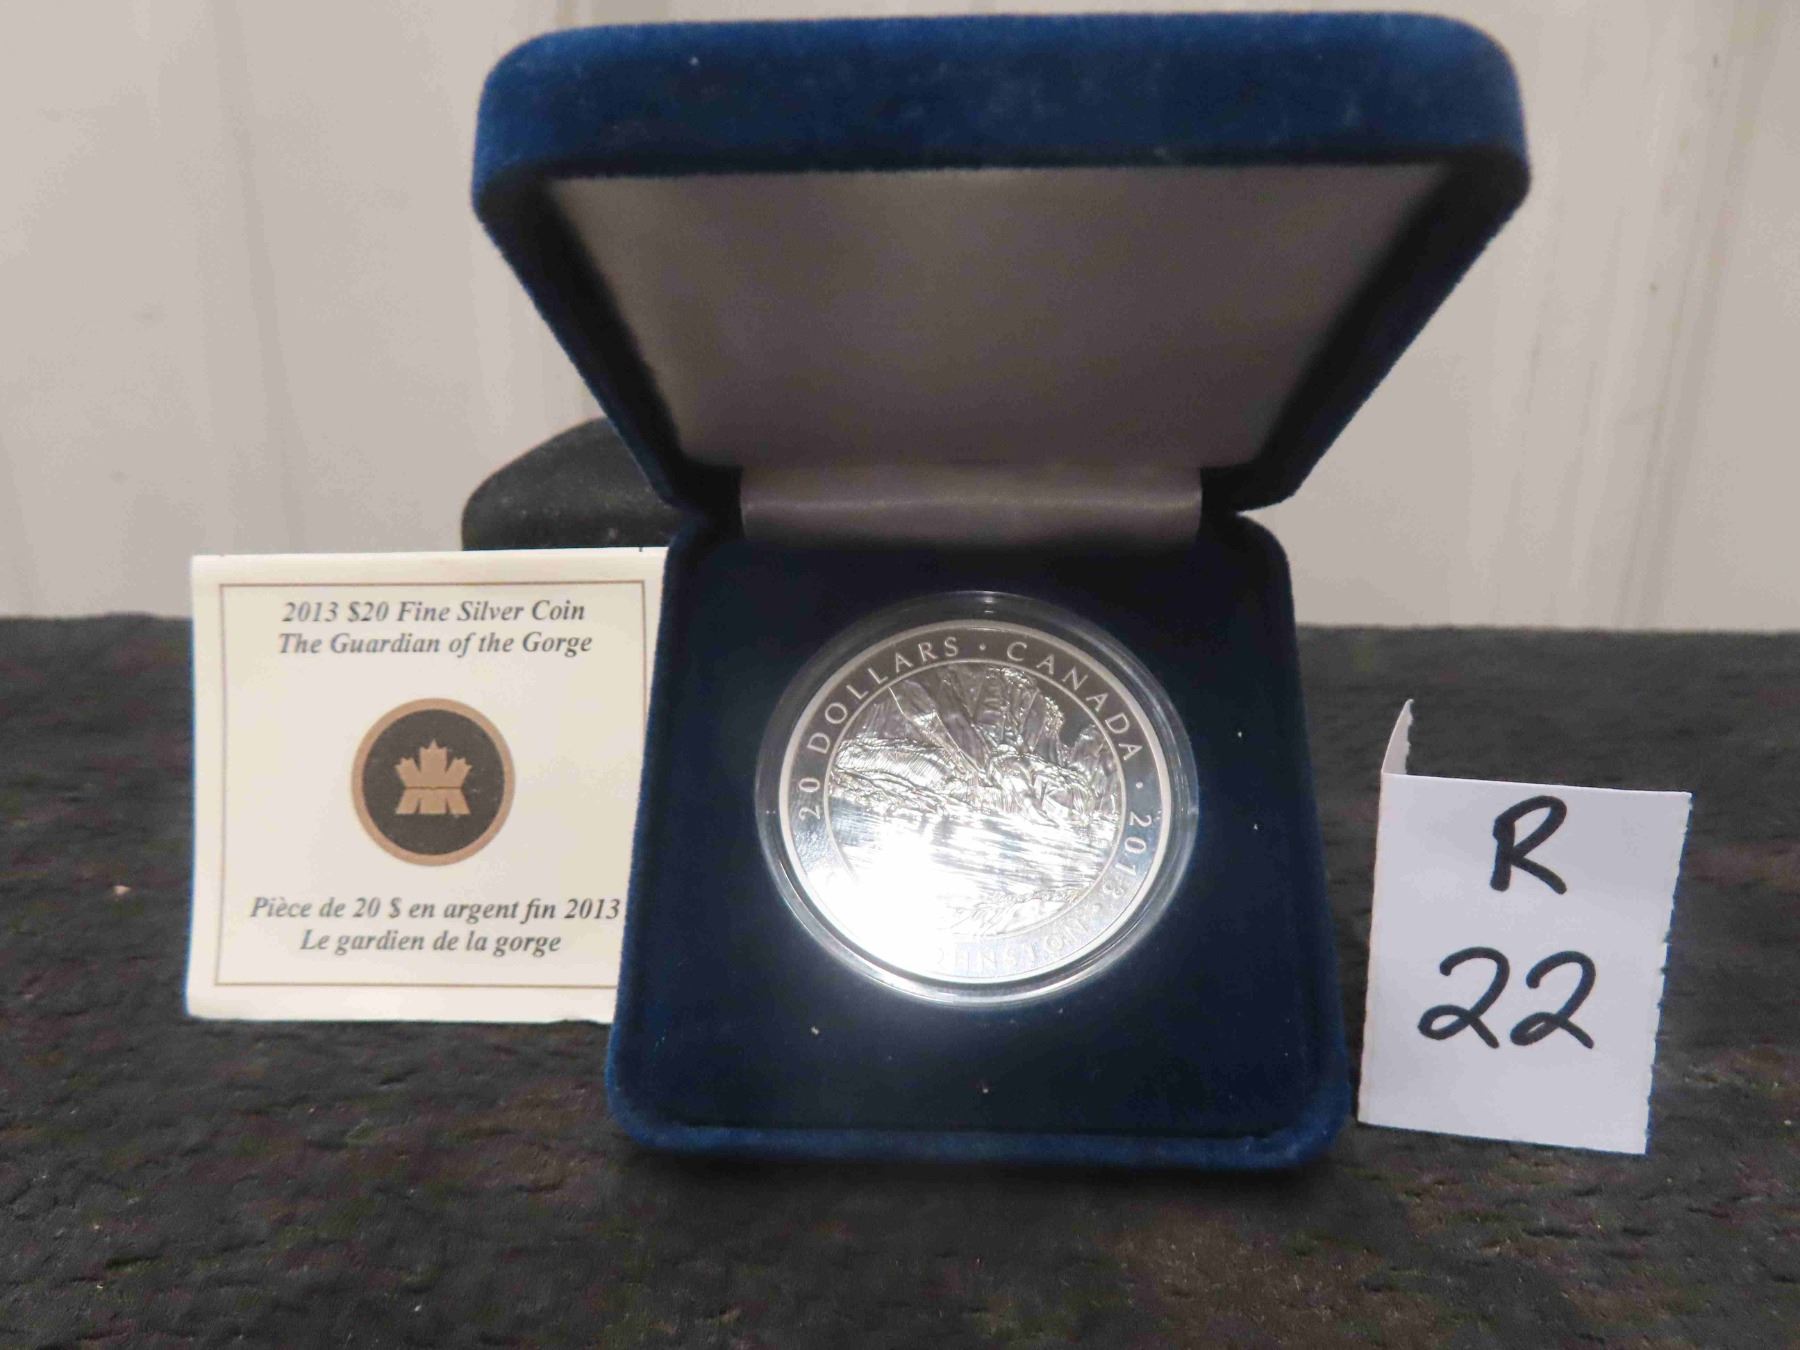 2013 $20 Fine Silver Coin
The Guardian of the Gorge
Pièce de 20 $ en argent fin 2013
Le gardien de la gorge
20 DOLLARS · CANADA · 2013
R
22